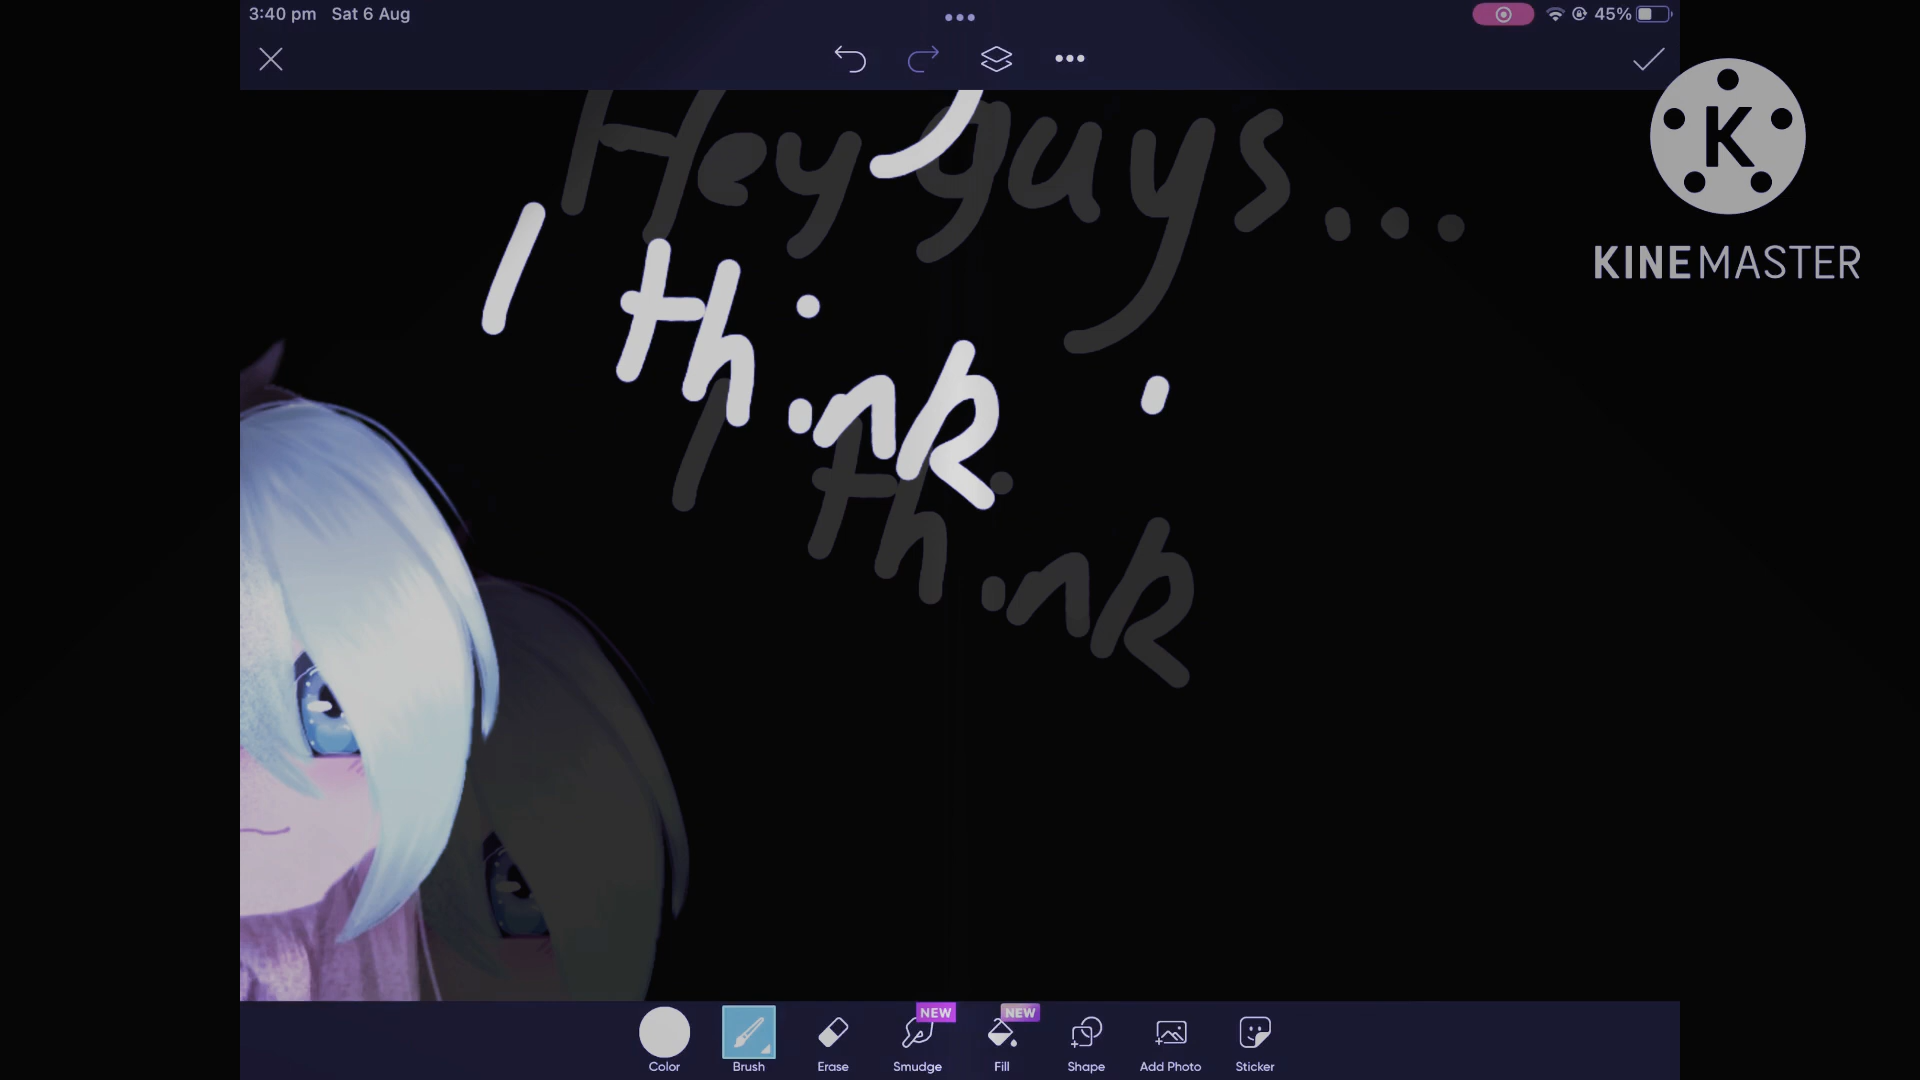 3:40 pm Sat 6 Aug
45%
K
KINEMASTER
Hey guys...
I think
I think
NEW
NEW
Color Brush Erase Smudge Fill Shape Add Photo Sticker